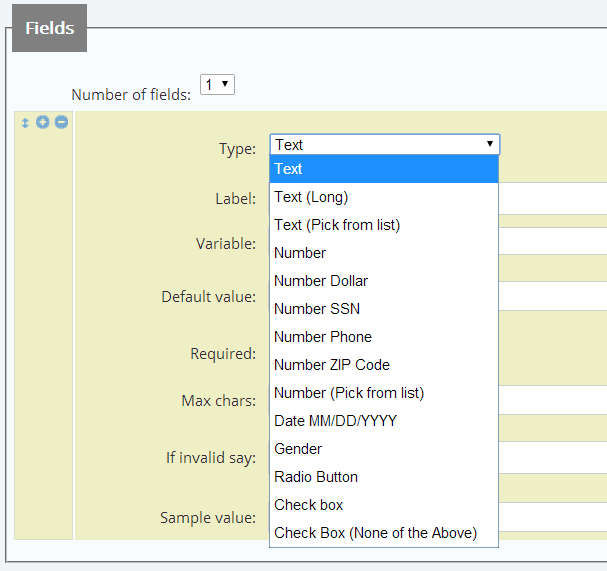 Fields
Number of fields: 1
Type: Text
Text
Label:
Text (Long)
Text (Pick from list)
Variable:
Number
Number Dollar
Default value:
Number SSN
Number Phone
Required:
Number ZIP Code
Number (Pick from list)
Max chars:
Date MM/DD/YYYY
Gender
If invalid say:
Radio Button
Check box
Sample value:
Check Box (None of the Above)